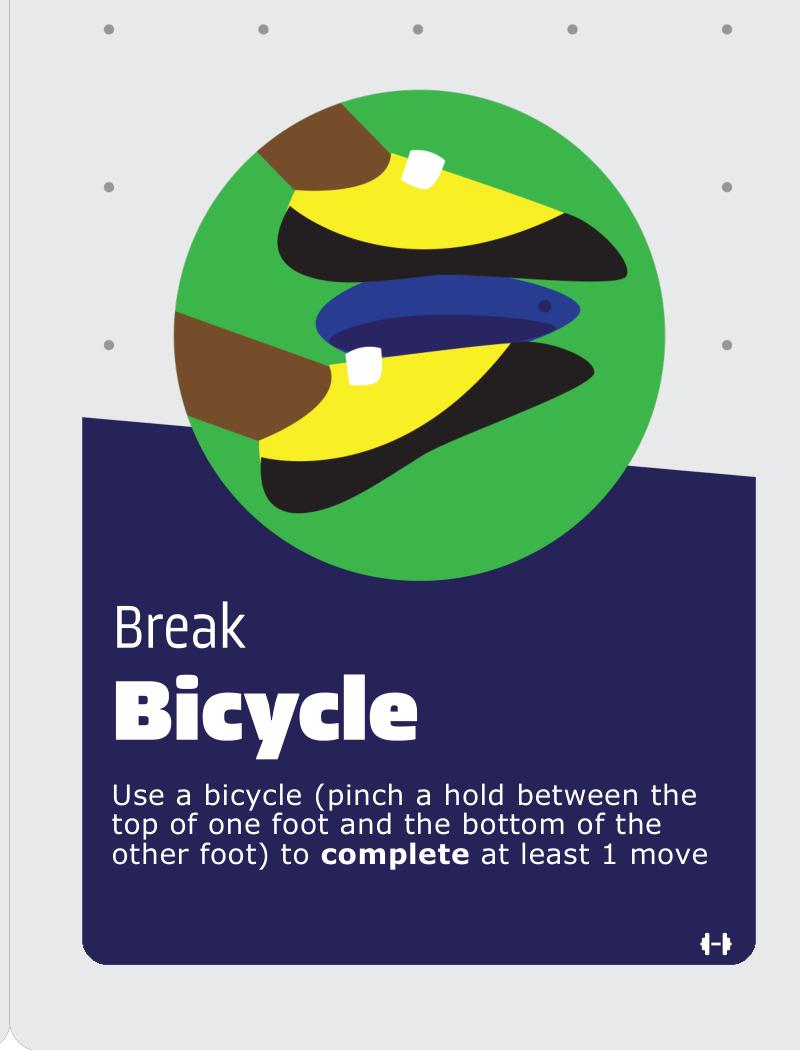 Break
Bicycle
Use a bicycle (pinch a hold between the
top of one foot and the bottom of the
other foot) to complete at least 1 move